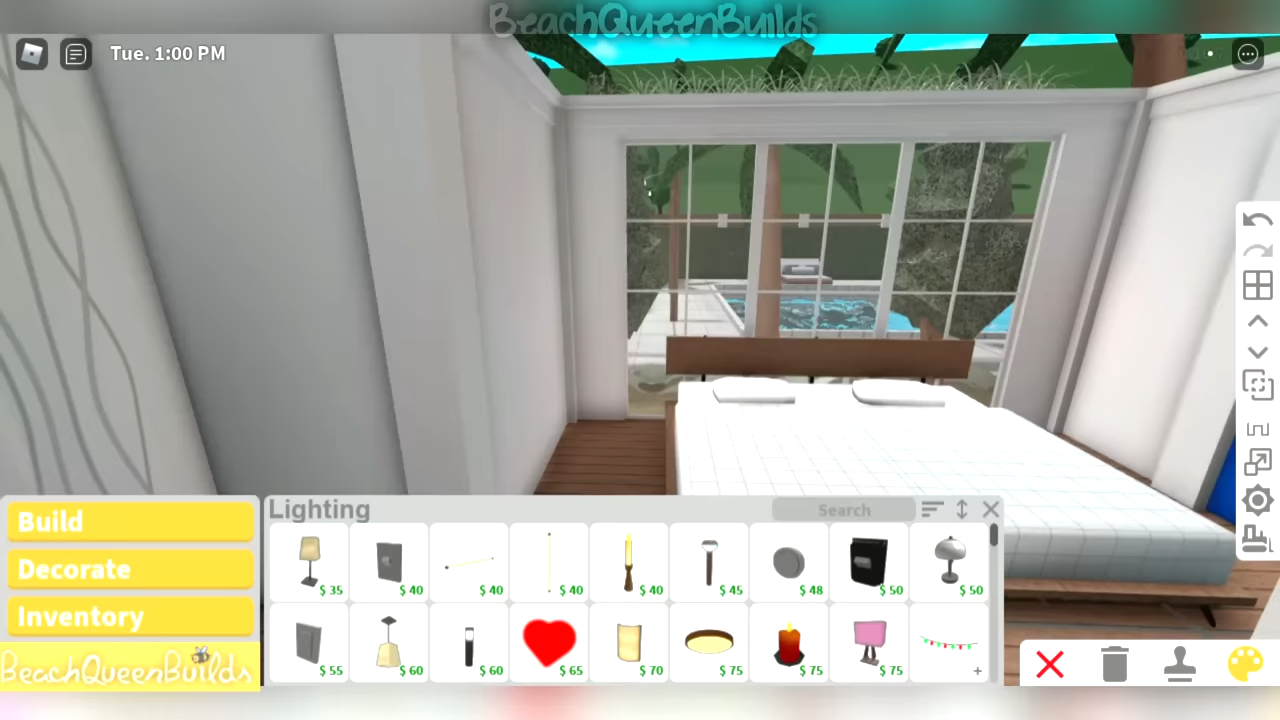 BeachQueenBuilds
Tue. 1:00 PM
Lighting
Search
Build
Decorate
Inventory
BeachQueenBuilds
$ 35
$ 40
$ 40
$ 40
$ 40
$ 45
$ 48
$ 50
$ 50
$ 55
$ 60
$ 60
$ 65
$ 70
$ 75
$ 75
$ 75
+